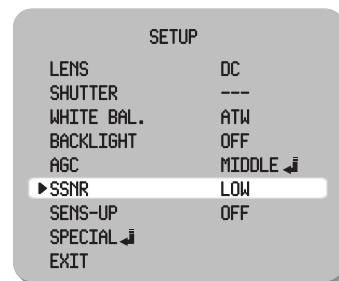 SETUP
LENS DC
SHUTTER ---
WHITE BAL. ATW
BACKLIGHT OFF
AGC MIDDLE ↲
▶SSNR LOW
SENS-UP OFF
SPECIAL ↲
EXIT